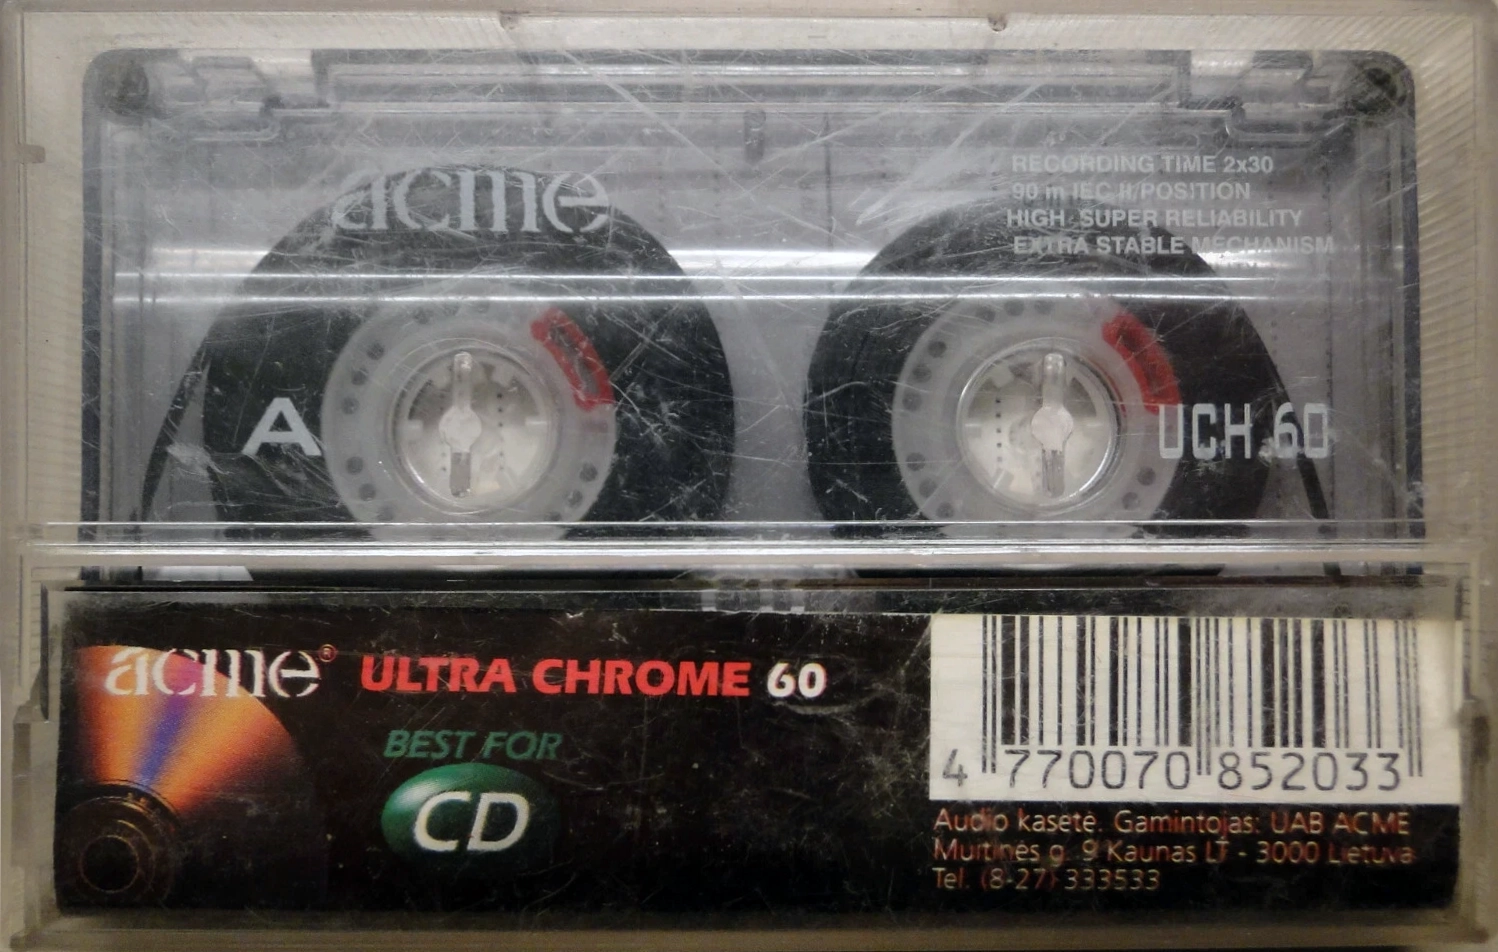 acme
RECORDING TIME 2x30
90 m IEC II/POSITION
HIGH SUPER RELIABILITY
EXTRA STABLE MECHANISM
A
UCH 60
acme® ULTRA CHROME 60
BEST FOR
CD
4 770070 852033
Audio kasetė. Gamintojas: UAB ACME
Muitinės g. 9 Kaunas LT - 3000 Lietuva
Tel. (8-27) 333533